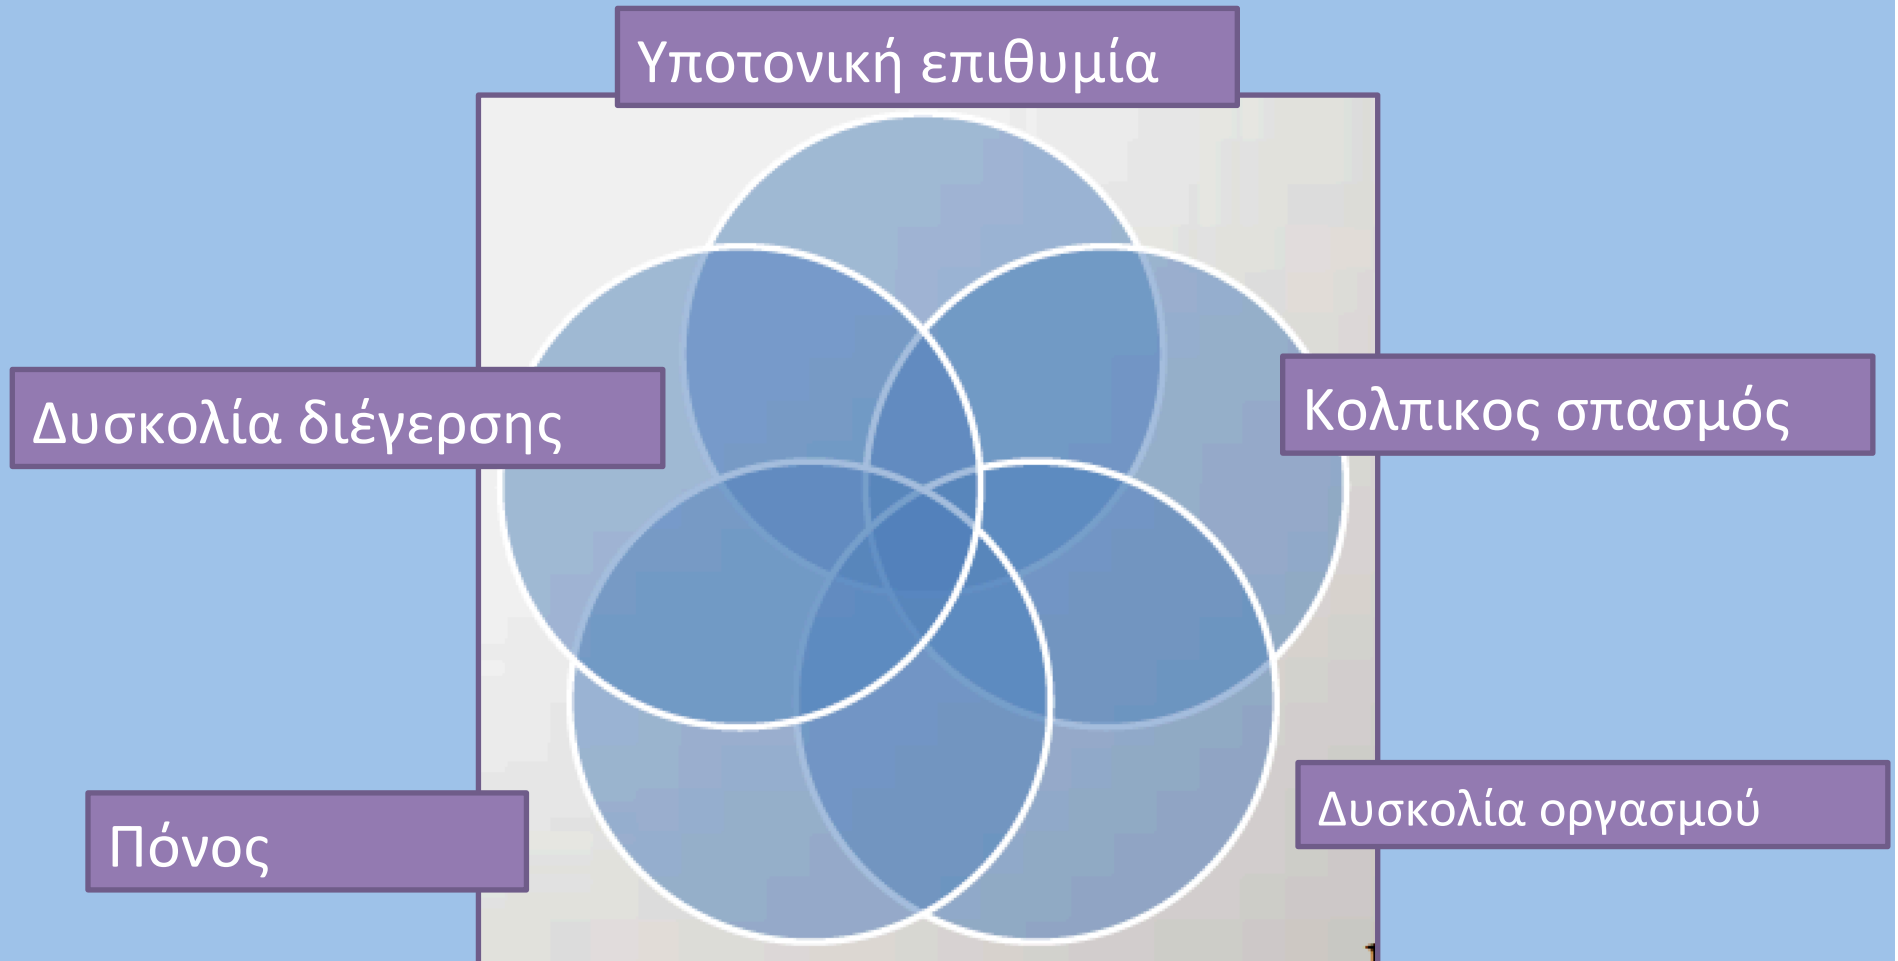 Υποτονική επιθυμία
Δυσκολία διέγερσης
Κολπικος σπασμός
Πόνος
Δυσκολία οργασμού